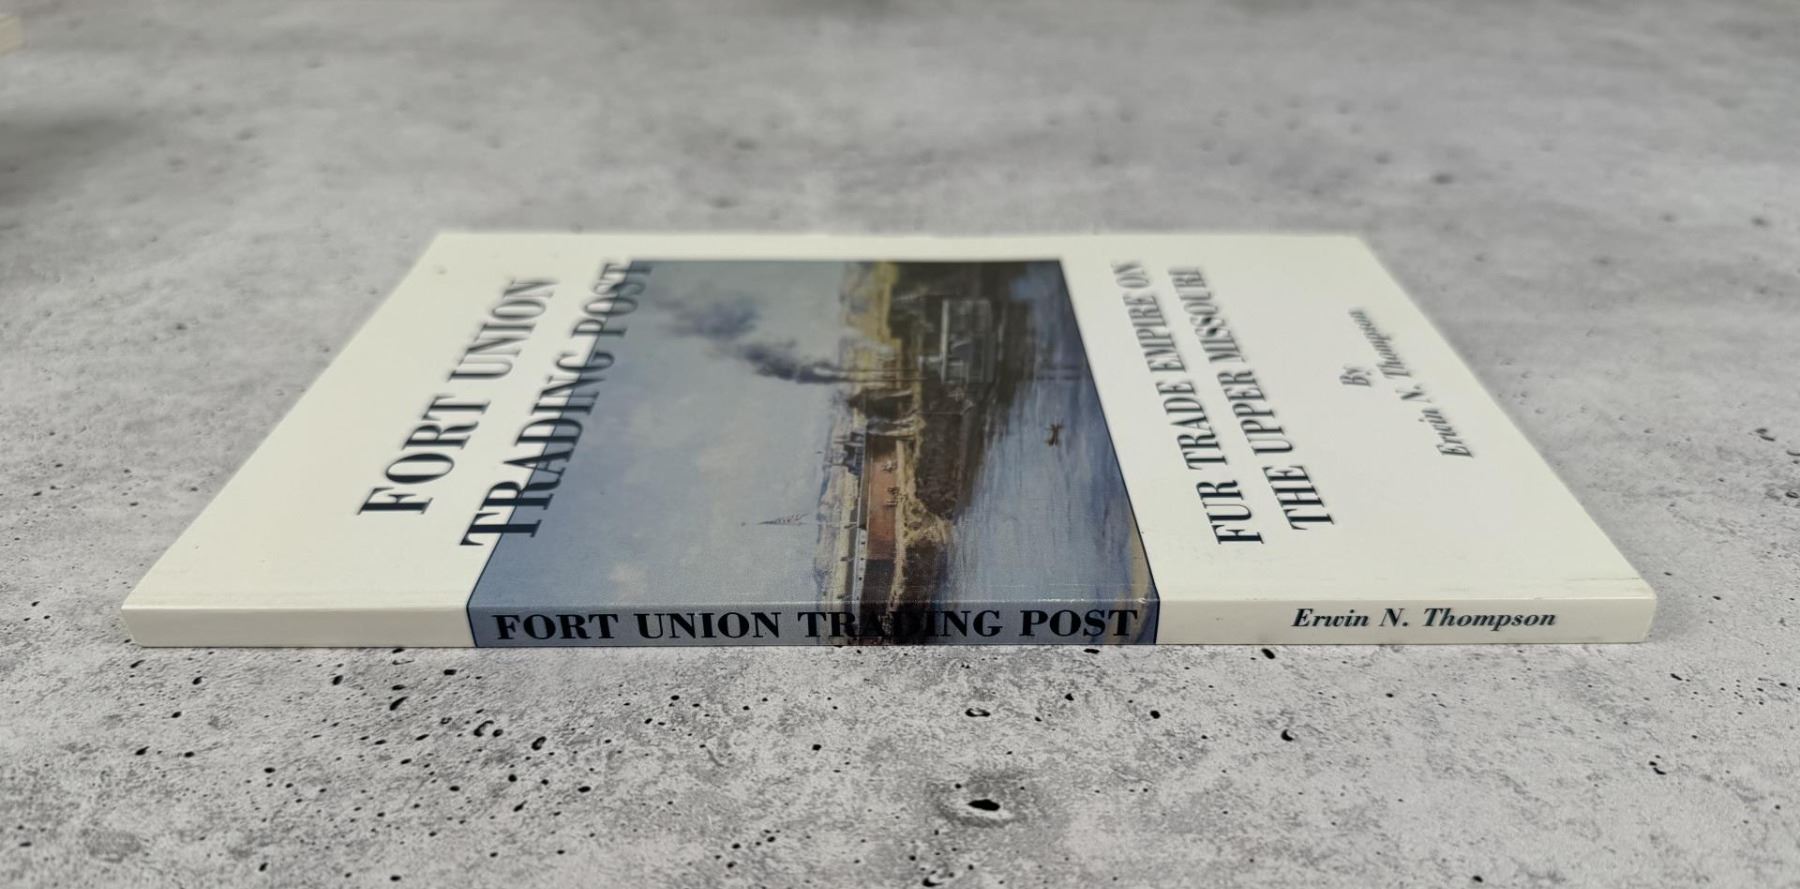 FORT UNION
TRADING POST
FUR TRADE EMPIRE ON
THE UPPER MISSOURI
By
Erwin N. Thompson
FORT UNION TRADING POST
Erwin N. Thompson